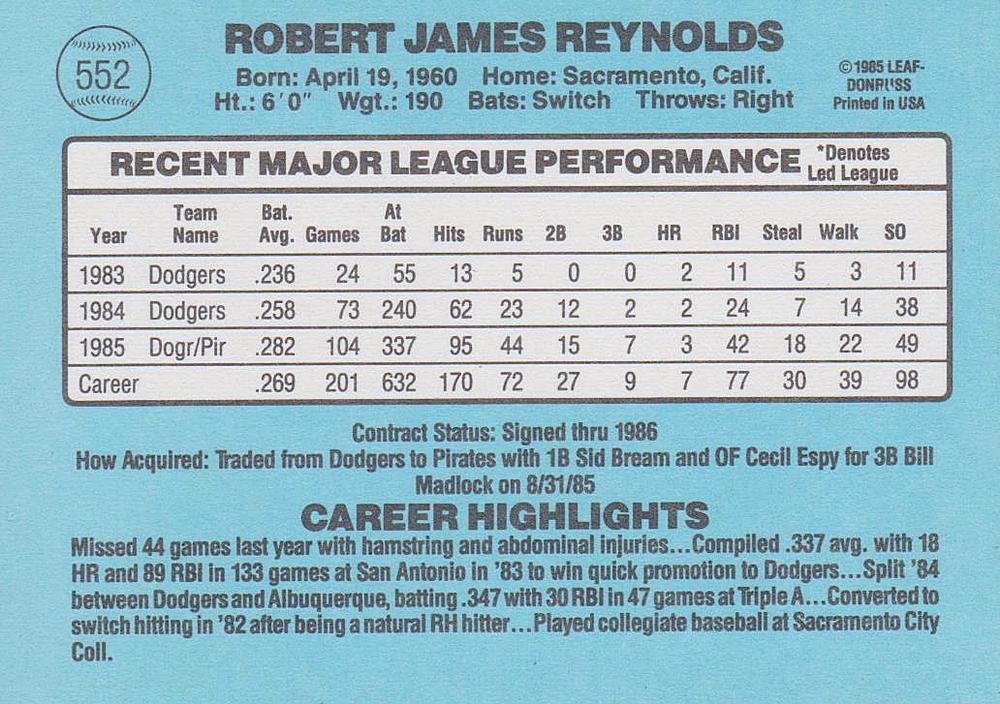 552
ROBERT JAMES REYNOLDS
Born: April 19, 1960 Home: Sacramento, Calif.
Ht.: 6'0" Wgt.: 190 Bats: Switch Throws: Right
©1985 LEAF-
DONRUSS
Printed in USA
RECENT MAJOR LEAGUE PERFORMANCE *Denotes
Led League
Year Team Name Bat. Avg. Games At Bat Hits Runs 2B 3B HR RBI Steal Walk SO
1983 Dodgers .236 24 55 13 5 0 0 2 11 5 3 11
1984 Dodgers .258 73 240 62 23 12 2 2 24 7 14 38
1985 Dogr/Pir .282 104 337 95 44 15 7 3 42 18 22 49
Career .269 201 632 170 72 27 9 7 77 30 39 98
Contract Status: Signed thru 1986
How Acquired: Traded from Dodgers to Pirates with 1B Sid Bream and OF Cecil Espy for 3B Bill
Madlock on 8/31/85
CAREER HIGHLIGHTS
Missed 44 games last year with hamstring and abdominal injuries...Compiled .337 avg. with 18
HR and 89 RBI in 133 games at San Antonio in '83 to win quick promotion to Dodgers...Split '84
between Dodgers and Albuquerque, batting .347 with 30 RBI in 47 games at Triple A...Converted to
switch hitting in '82 after being a natural RH hitter...Played collegiate baseball at Sacramento City
Coll.